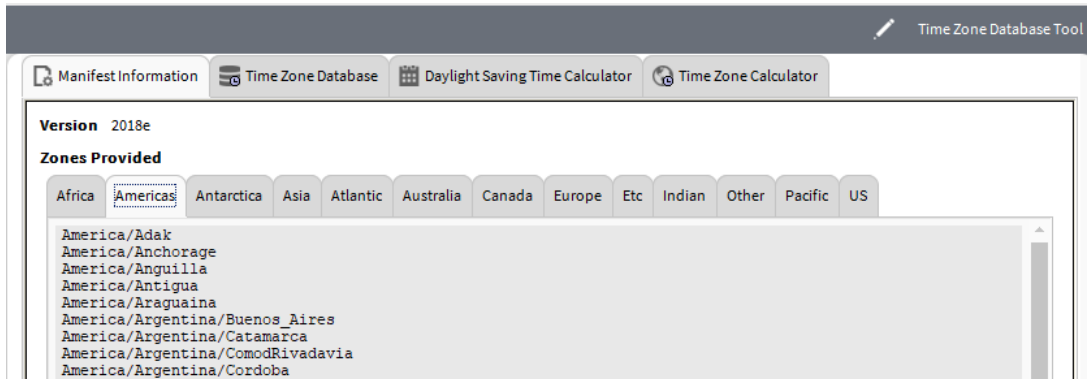 Time Zone Database Tool
Manifest Information Time Zone Database Daylight Saving Time Calculator Time Zone Calculator
Version 2018e
Zones Provided
Africa Americas Antarctica Asia Atlantic Australia Canada Europe Etc Indian Other Pacific US
America/Adak
America/Anchorage
America/Anguilla
America/Antigua
America/Araguaina
America/Argentina/Buenos_Aires
America/Argentina/Catamarca
America/Argentina/ComodRivadavia
America/Argentina/Cordoba